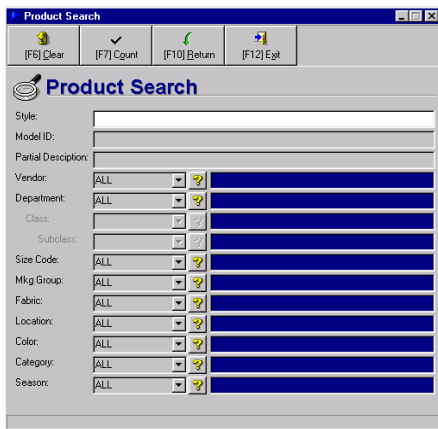 Product Search
[F6] Clear [F7] Count [F10] Return [F12] Exit
Product Search
Style:
Model ID:
Partial Desciption:
Vendor: ALL ?
Department: ALL ?
Class: ?
Subclass: ?
Size Code: ALL ?
Mkg Group: ALL ?
Fabric: ALL ?
Location: ALL ?
Color: ALL ?
Category: ALL ?
Season: ALL ?